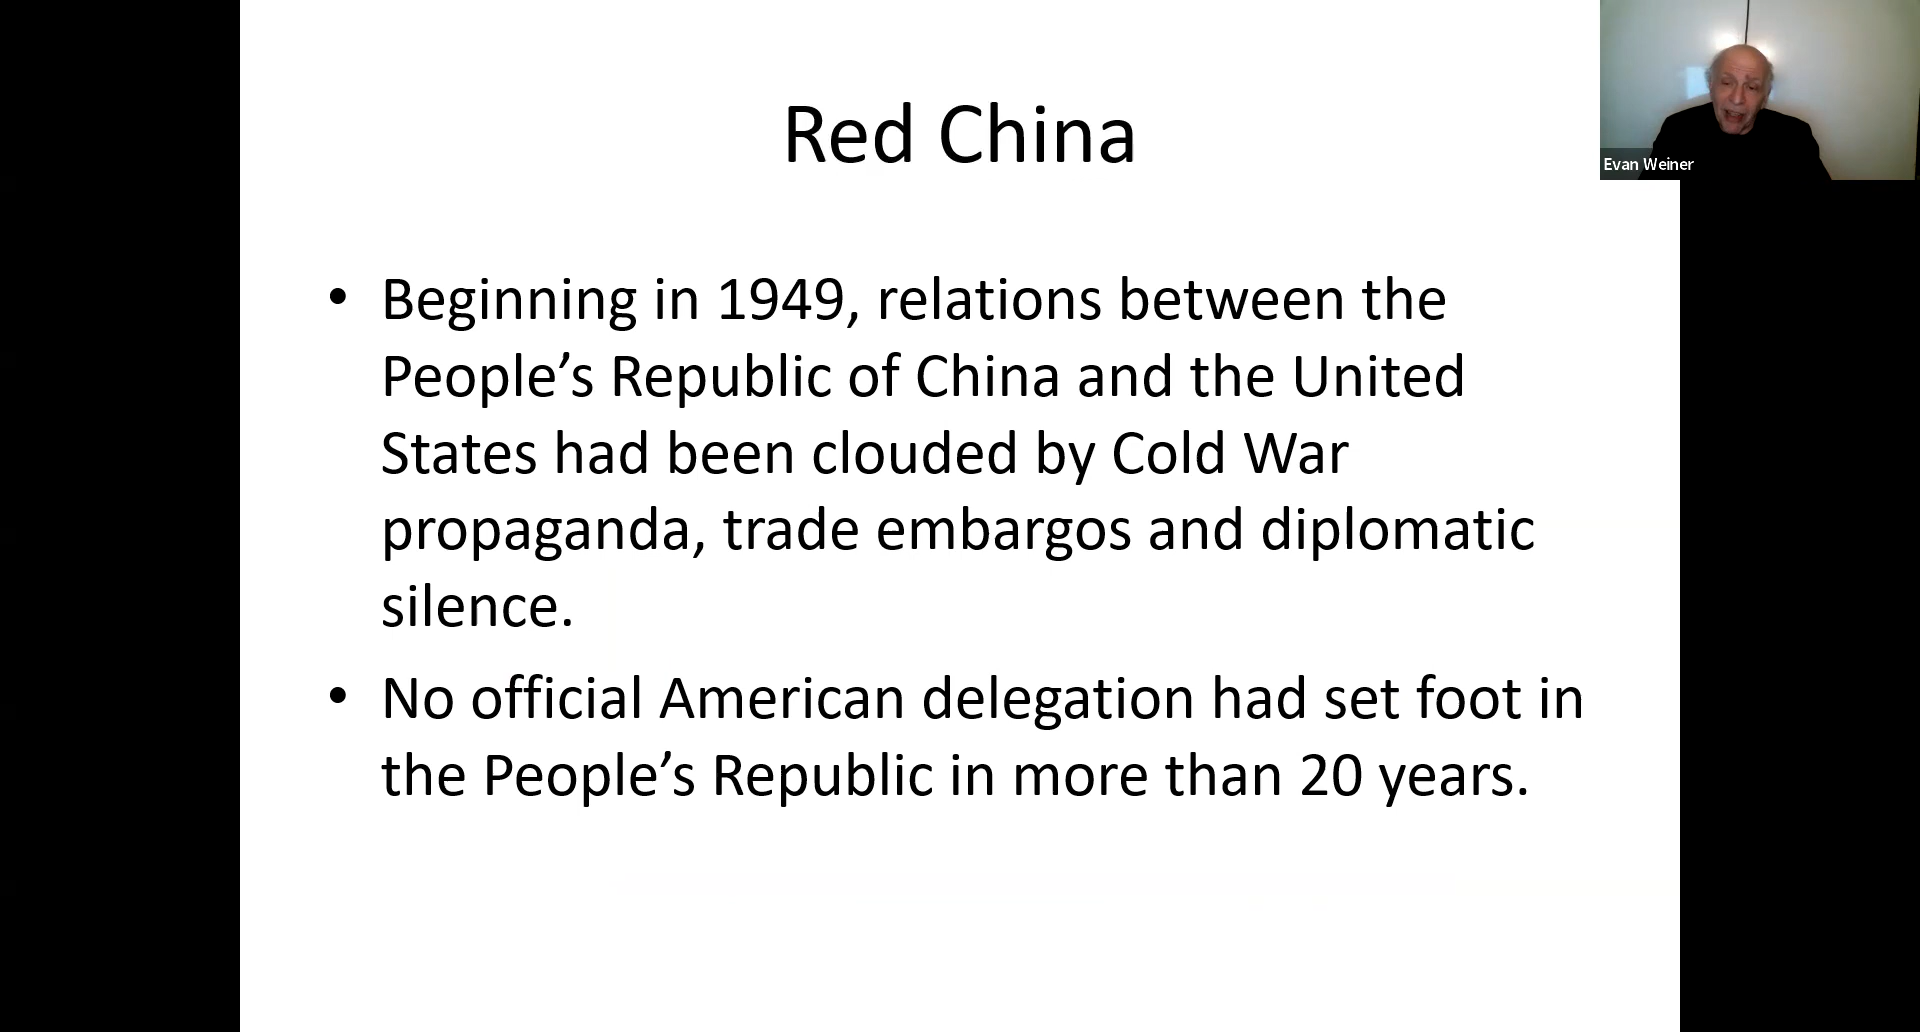 Red China
Evan Weiner
• Beginning in 1949, relations between the
People’s Republic of China and the United
States had been clouded by Cold War
propaganda, trade embargos and diplomatic
silence.
• No official American delegation had set foot in
the People’s Republic in more than 20 years.